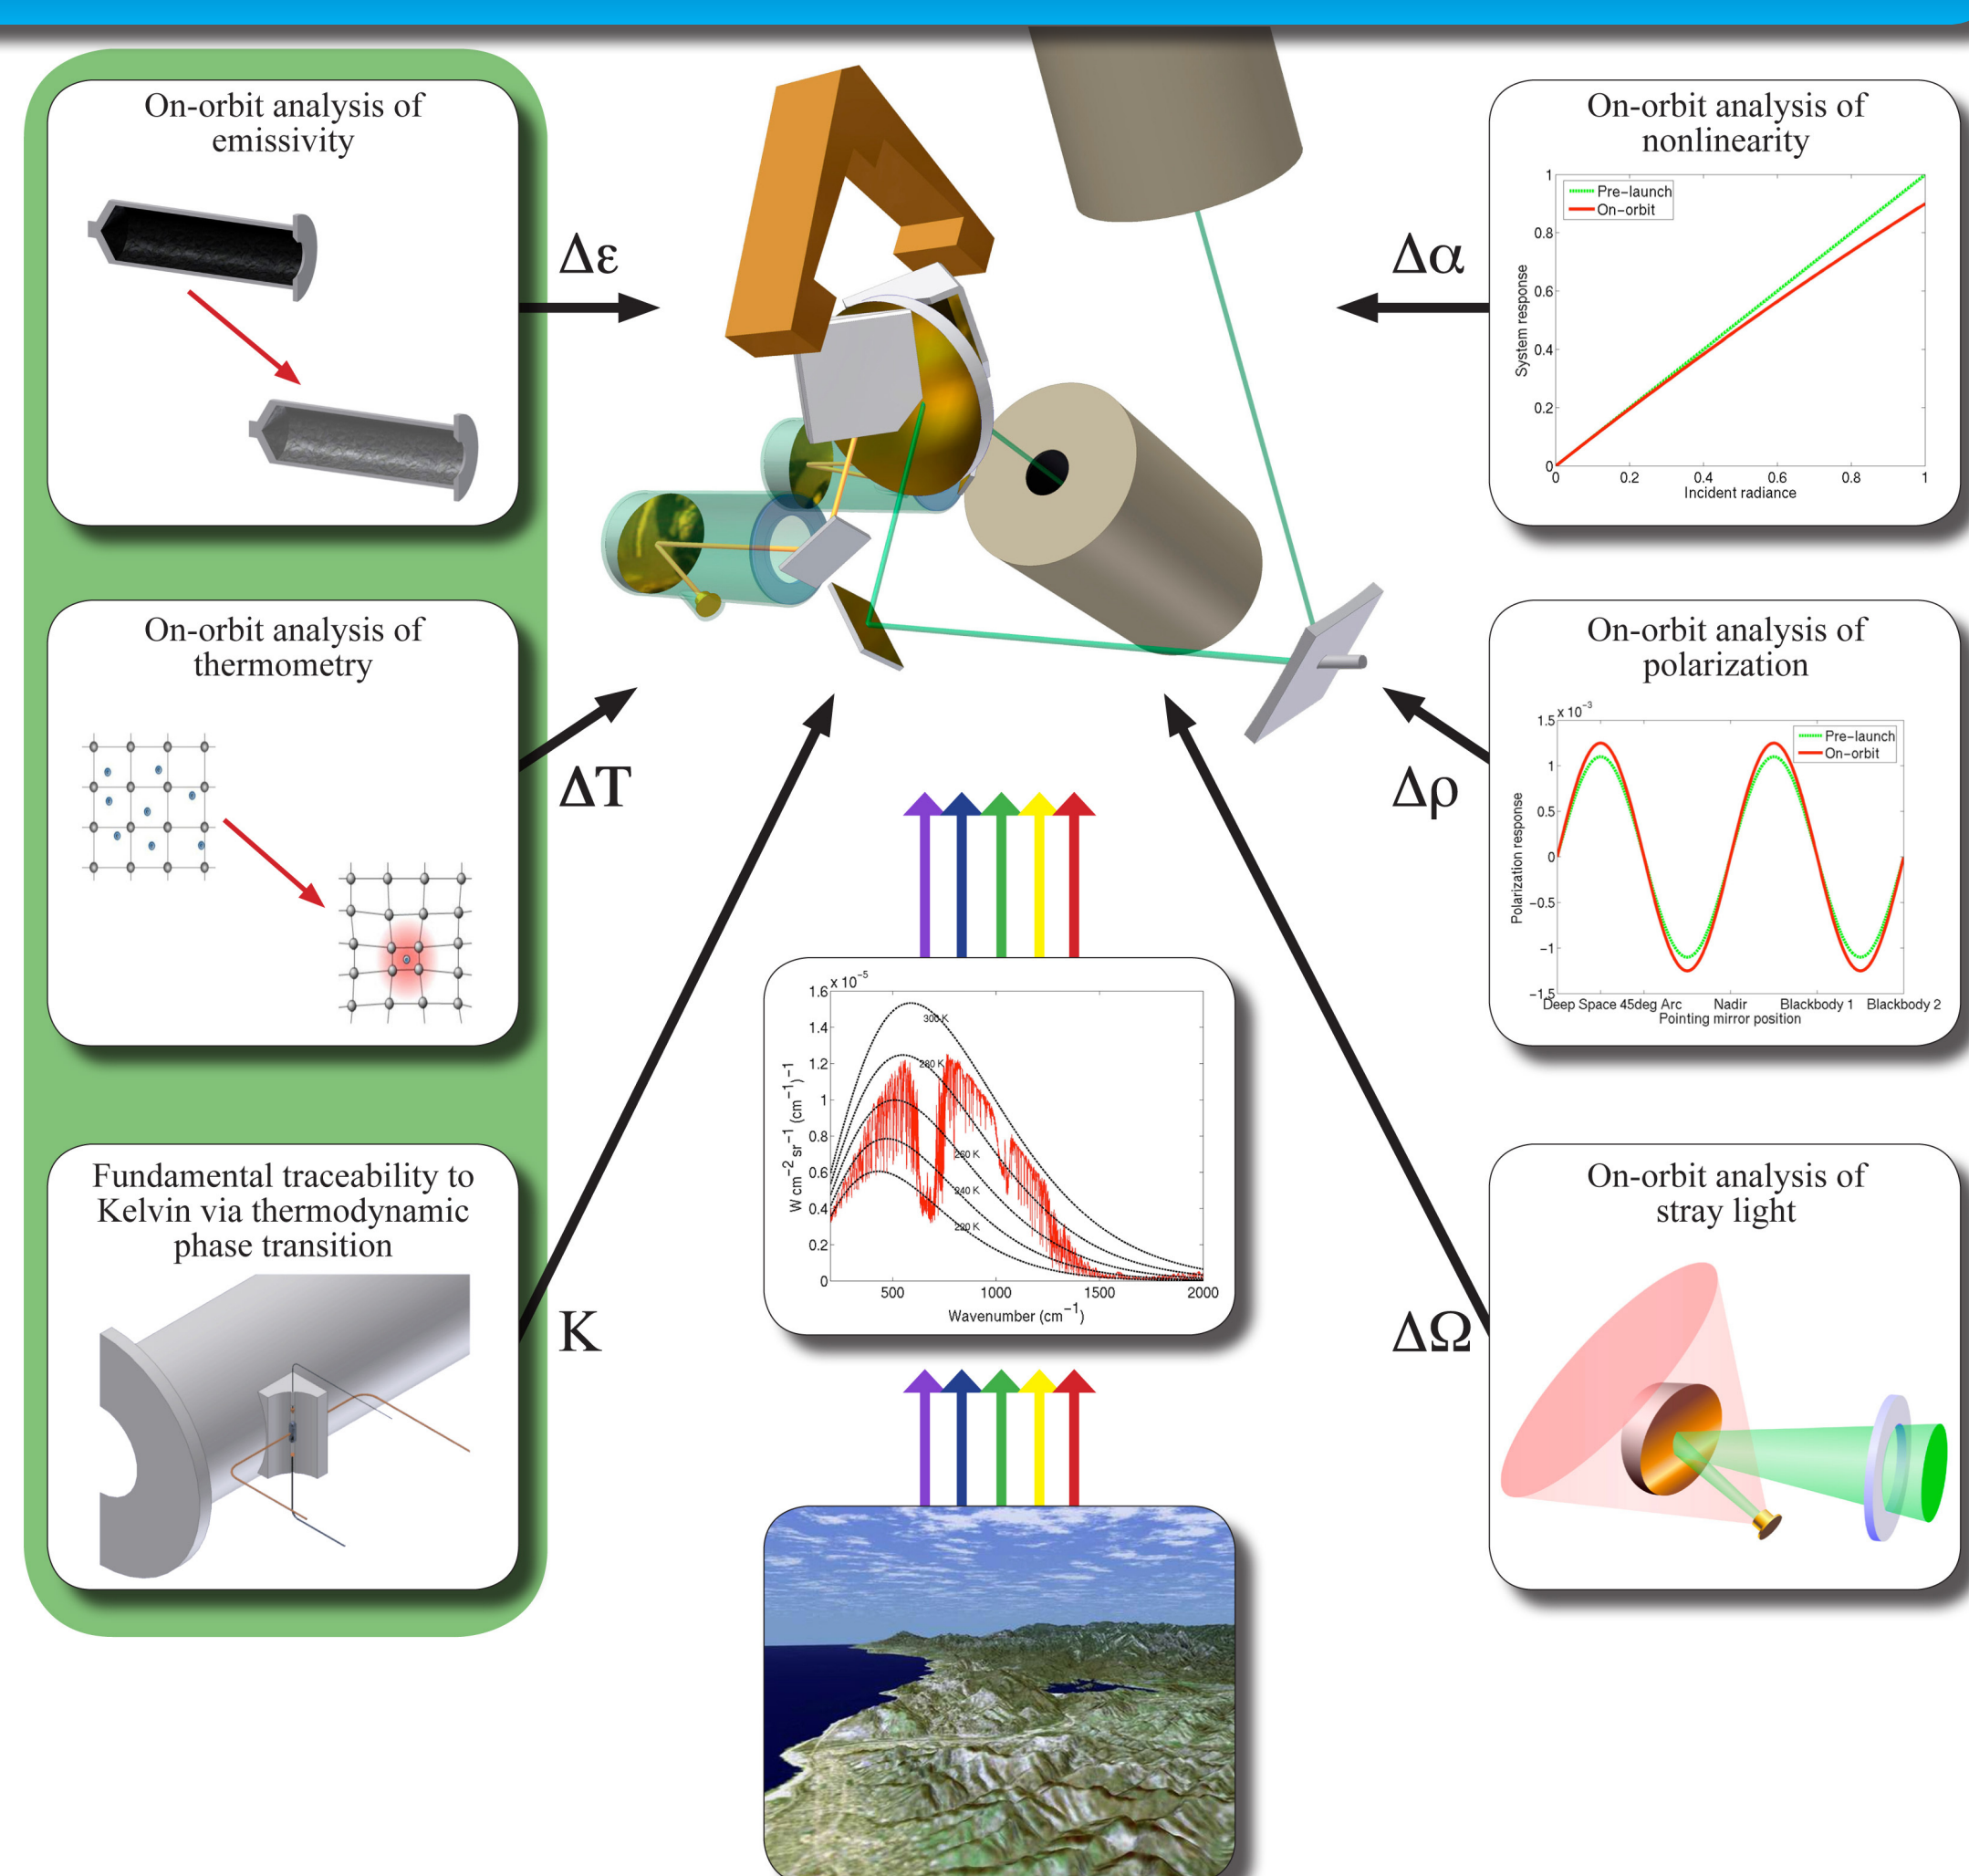 On-orbit analysis of
emissivity
Δε
On-orbit analysis of
thermometry
ΔT
Fundamental traceability to
Kelvin via thermodynamic
phase transition
K
1.6 x 10⁻⁵
1.4
1.2
1
0.8
0.6
0.4
0.2
0
W cm⁻² sr⁻¹ (cm⁻¹)⁻¹
300 K
280 K
260 K
240 K
220 K
500 1000 1500 2000
Wavenumber (cm⁻¹)
On-orbit analysis of
nonlinearity
Δα
1
0.8
0.6
0.4
0.2
0
System response
Pre-launch
On-orbit
0 0.2 0.4 0.6 0.8 1
Incident radiance
On-orbit analysis of
polarization
Δρ
1.5 x 10⁻³
1
0.5
0
−0.5
−1
−1.5
Polarization response
Pre-launch
On-orbit
Deep Space 45deg Arc Nadir Blackbody 1 Blackbody 2
Pointing mirror position
On-orbit analysis of
stray light
ΔΩ